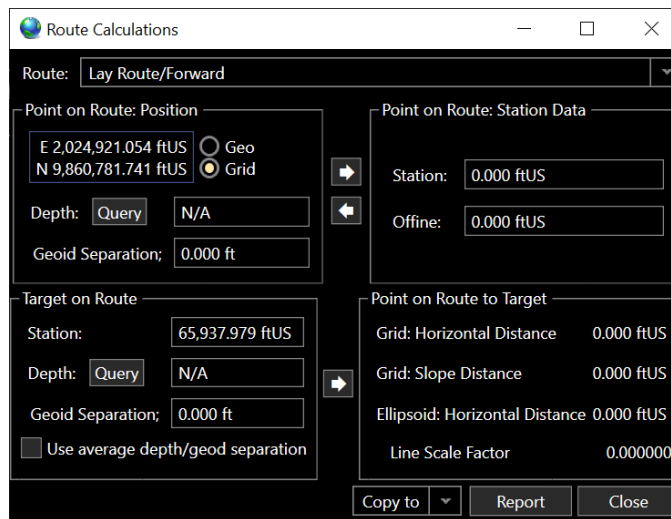 Route Calculations
Route: Lay Route/Forward
Point on Route: Position
E 2,024,921.054 ftUS
N 9,860,781.741 ftUS
Geo
Grid
Depth: Query N/A
Geoid Separation; 0.000 ft
Point on Route: Station Data
Station: 0.000 ftUS
Offine: 0.000 ftUS
Target on Route
Station: 65,937.979 ftUS
Depth: Query N/A
Geoid Separation; 0.000 ft
Use average depth/geod separation
Point on Route to Target
Grid: Horizontal Distance 0.000 ftUS
Grid: Slope Distance 0.000 ftUS
Ellipsoid: Horizontal Distance 0.000 ftUS
Line Scale Factor 0.000000
Copy to Report Close